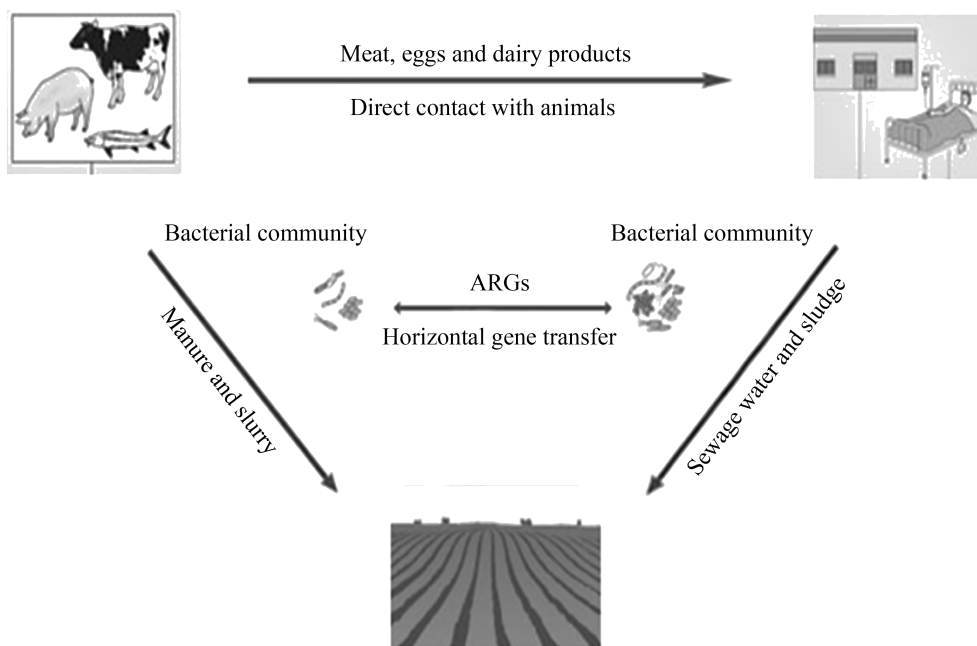 Meat, eggs and dairy products
Direct contact with animals
Bacterial community
Bacterial community
ARGs
Horizontal gene transfer
Manure and slurry
Sewage water and sludge